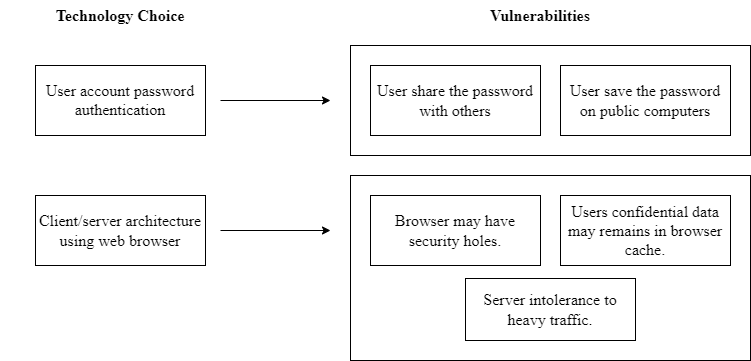 Technology Choice
Vulnerabilities
User account password
authentication
User share the password
with others
User save the password
on public computers
Client/server architecture
using web browser
Browser may have
security holes.
Users confidential data
may remains in browser
cache.
Server intolerance to
heavy traffic.